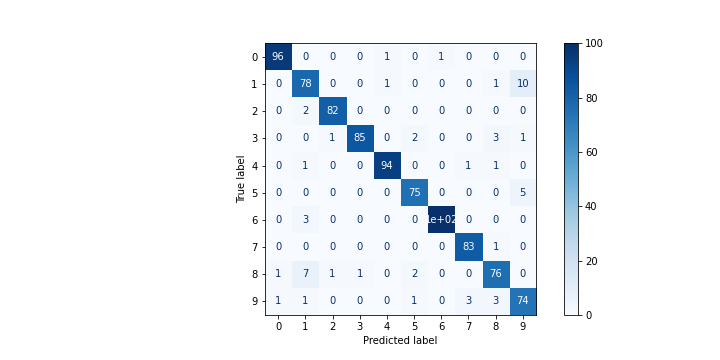 0 96 0 0 0 1 0 1 0 0 0
1 0 78 0 0 1 0 0 0 1 10
2 0 2 82 0 0 0 0 0 0 0
3 0 0 1 85 0 2 0 0 3 1
4 0 1 0 0 94 0 0 1 1 0
5 0 0 0 0 0 75 0 0 0 5
6 0 3 0 0 0 0 1e+02 0 0 0
7 0 0 0 0 0 0 0 83 1 0
8 1 7 1 1 0 2 0 0 76 0
9 1 1 0 0 0 1 0 3 3 74
0 1 2 3 4 5 6 7 8 9
Predicted label
True label
100
80
60
40
20
0